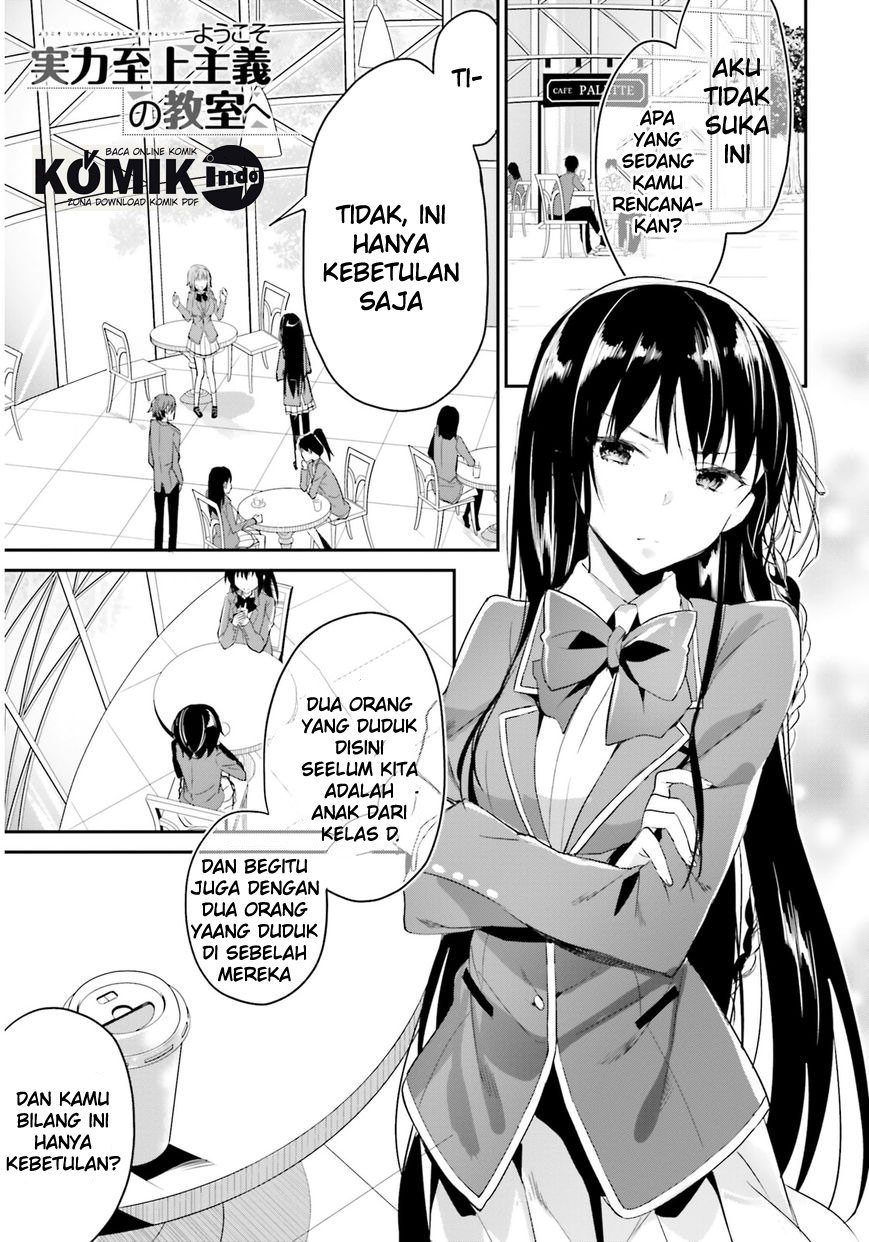 ようこそ
実力至上主義
の教室へ
BACA ONLINE KOMIK
KOMIK Indo
ZONA DOWNLOAD KOMIK PDF
AKU
TIDAK
SUKA
INI
APA
YANG
SEDANG
KAMU
RENCANA-
KAN?
CAFE PALETTE
TI-
TIDAK, INI
HANYA
KEBETULAN
SAJA
DUA ORANG
YANG DUDUK
DISINI
SEELUM KITA
ADALAH
ANAK DARI
KELAS D.
DAN BEGITU
JUGA DENGAN
DUA ORANG
YAANG DUDUK
DI SEBELAH
MEREKA
DAN KAMU
BILANG INI
HANYA
KEBETULAN?